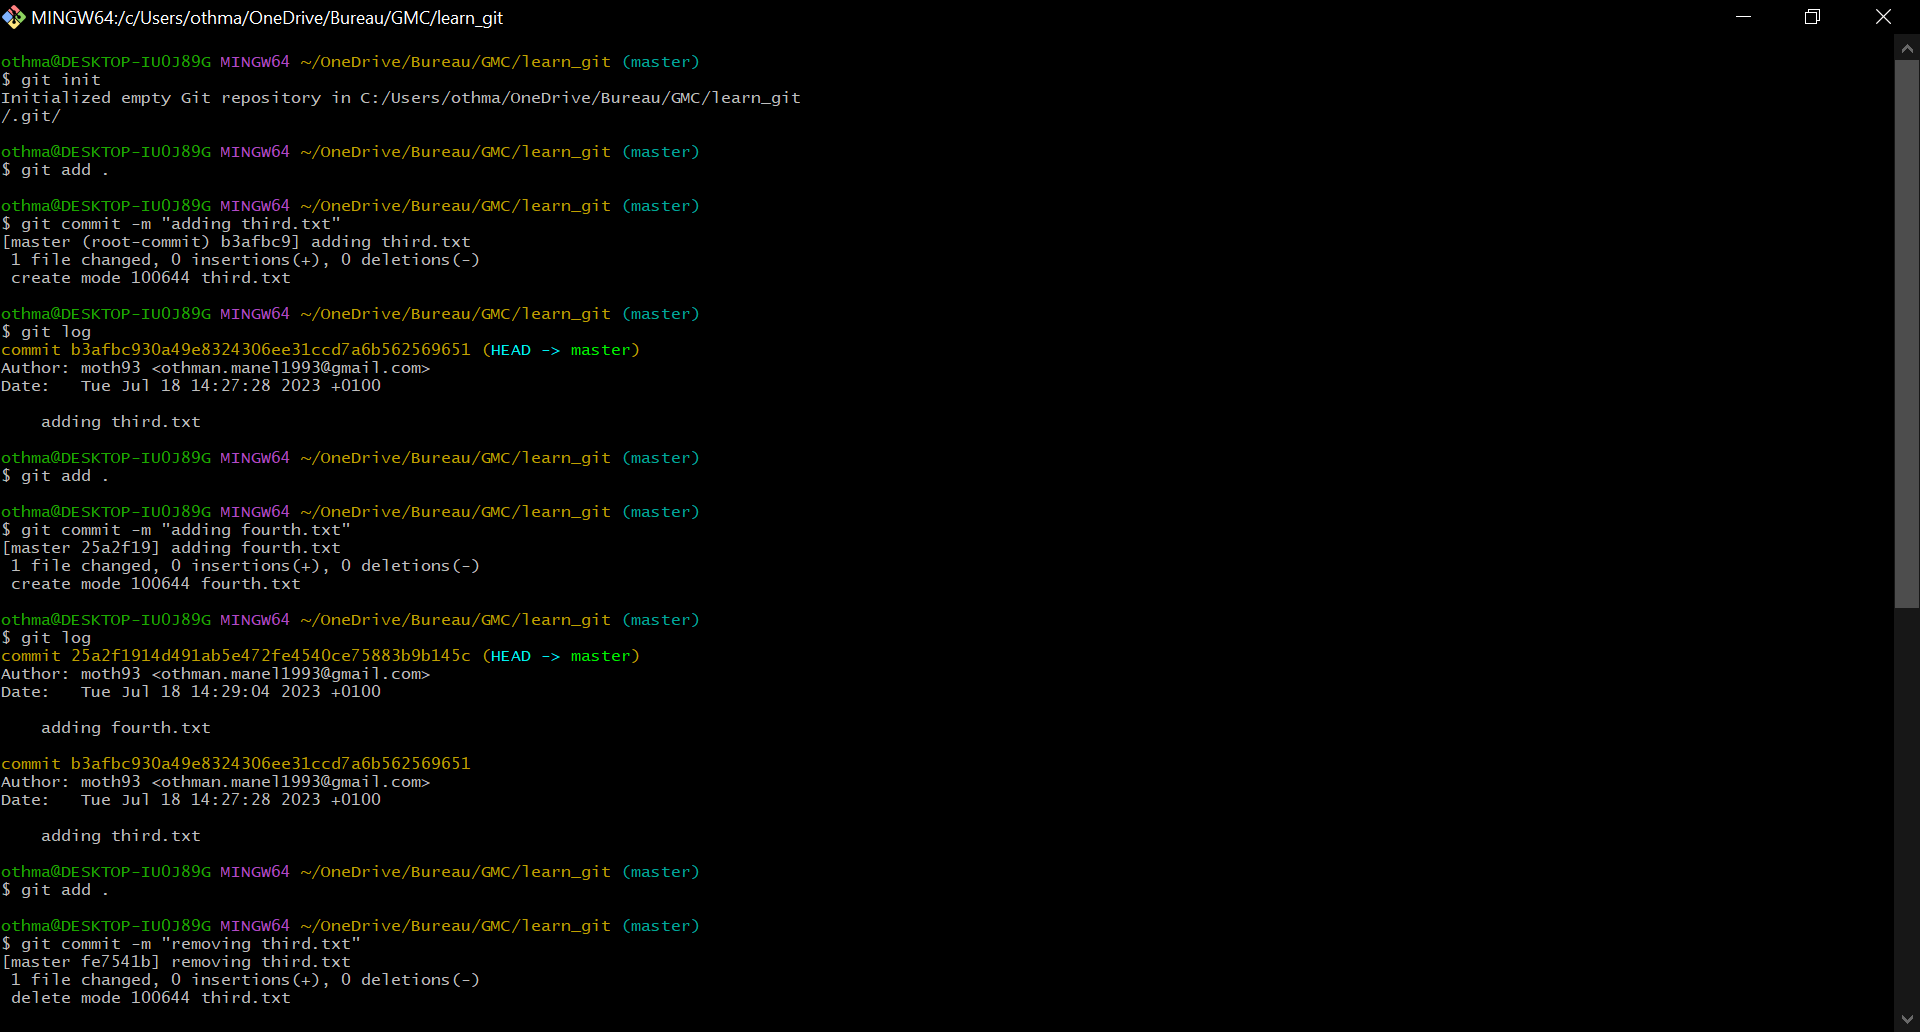 MINGW64:/c/Users/othma/OneDrive/Bureau/GMC/learn_git
othma@DESKTOP-IU0J89G MINGW64 ~/OneDrive/Bureau/GMC/learn_git (master)
$ git init
Initialized empty Git repository in C:/Users/othma/OneDrive/Bureau/GMC/learn_git
/.git/
othma@DESKTOP-IU0J89G MINGW64 ~/OneDrive/Bureau/GMC/learn_git (master)
$ git add .
othma@DESKTOP-IU0J89G MINGW64 ~/OneDrive/Bureau/GMC/learn_git (master)
$ git commit -m "adding third.txt"
[master (root-commit) b3afbc9] adding third.txt
 1 file changed, 0 insertions(+), 0 deletions(-)
 create mode 100644 third.txt
othma@DESKTOP-IU0J89G MINGW64 ~/OneDrive/Bureau/GMC/learn_git (master)
$ git log
commit b3afbc930a49e8324306ee31ccd7a6b562569651 (HEAD -> master)
Author: moth93 <othman.manel1993@gmail.com>
Date:   Tue Jul 18 14:27:28 2023 +0100
    adding third.txt
othma@DESKTOP-IU0J89G MINGW64 ~/OneDrive/Bureau/GMC/learn_git (master)
$ git add .
othma@DESKTOP-IU0J89G MINGW64 ~/OneDrive/Bureau/GMC/learn_git (master)
$ git commit -m "adding fourth.txt"
[master 25a2f19] adding fourth.txt
 1 file changed, 0 insertions(+), 0 deletions(-)
 create mode 100644 fourth.txt
othma@DESKTOP-IU0J89G MINGW64 ~/OneDrive/Bureau/GMC/learn_git (master)
$ git log
commit 25a2f1914d491ab5e472fe4540ce75883b9b145c (HEAD -> master)
Author: moth93 <othman.manel1993@gmail.com>
Date:   Tue Jul 18 14:29:04 2023 +0100
    adding fourth.txt
commit b3afbc930a49e8324306ee31ccd7a6b562569651
Author: moth93 <othman.manel1993@gmail.com>
Date:   Tue Jul 18 14:27:28 2023 +0100
    adding third.txt
othma@DESKTOP-IU0J89G MINGW64 ~/OneDrive/Bureau/GMC/learn_git (master)
$ git add .
othma@DESKTOP-IU0J89G MINGW64 ~/OneDrive/Bureau/GMC/learn_git (master)
$ git commit -m "removing third.txt"
[master fe7541b] removing third.txt
 1 file changed, 0 insertions(+), 0 deletions(-)
 delete mode 100644 third.txt